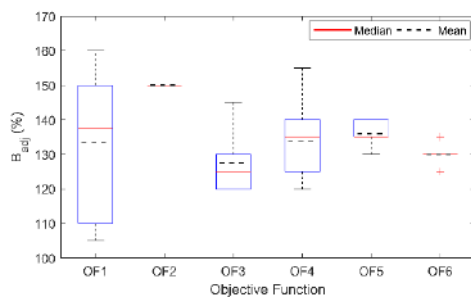 170
160
150
140
130
120
110
100
B_adj (%)
Median
Mean
OF1 OF2 OF3 OF4 OF5 OF6
Objective Function